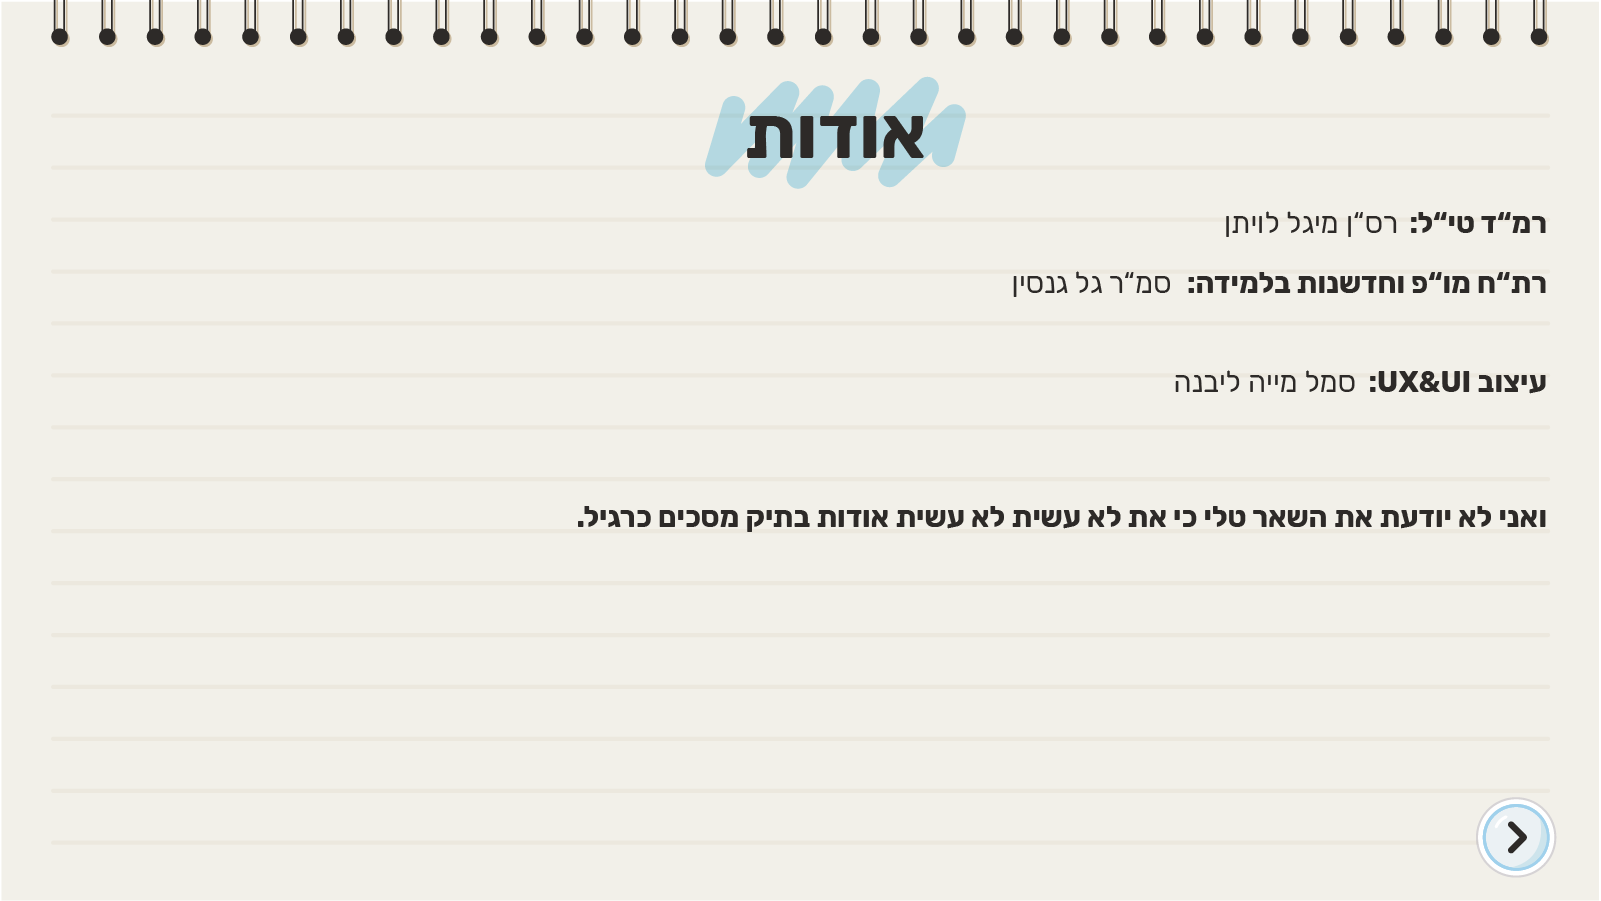 אודות
רמ“ד טי“ל: רס“ן מיגל לויתן
רת“ח מו“פ וחדשנות בלמידה: סמ“ר גל גנסין
עיצוב UX&UI: סמל מייה ליבנה
ואני לא יודעת את השאר טלי כי את לא עשית לא עשית אודות בתיק מסכים כרגיל.